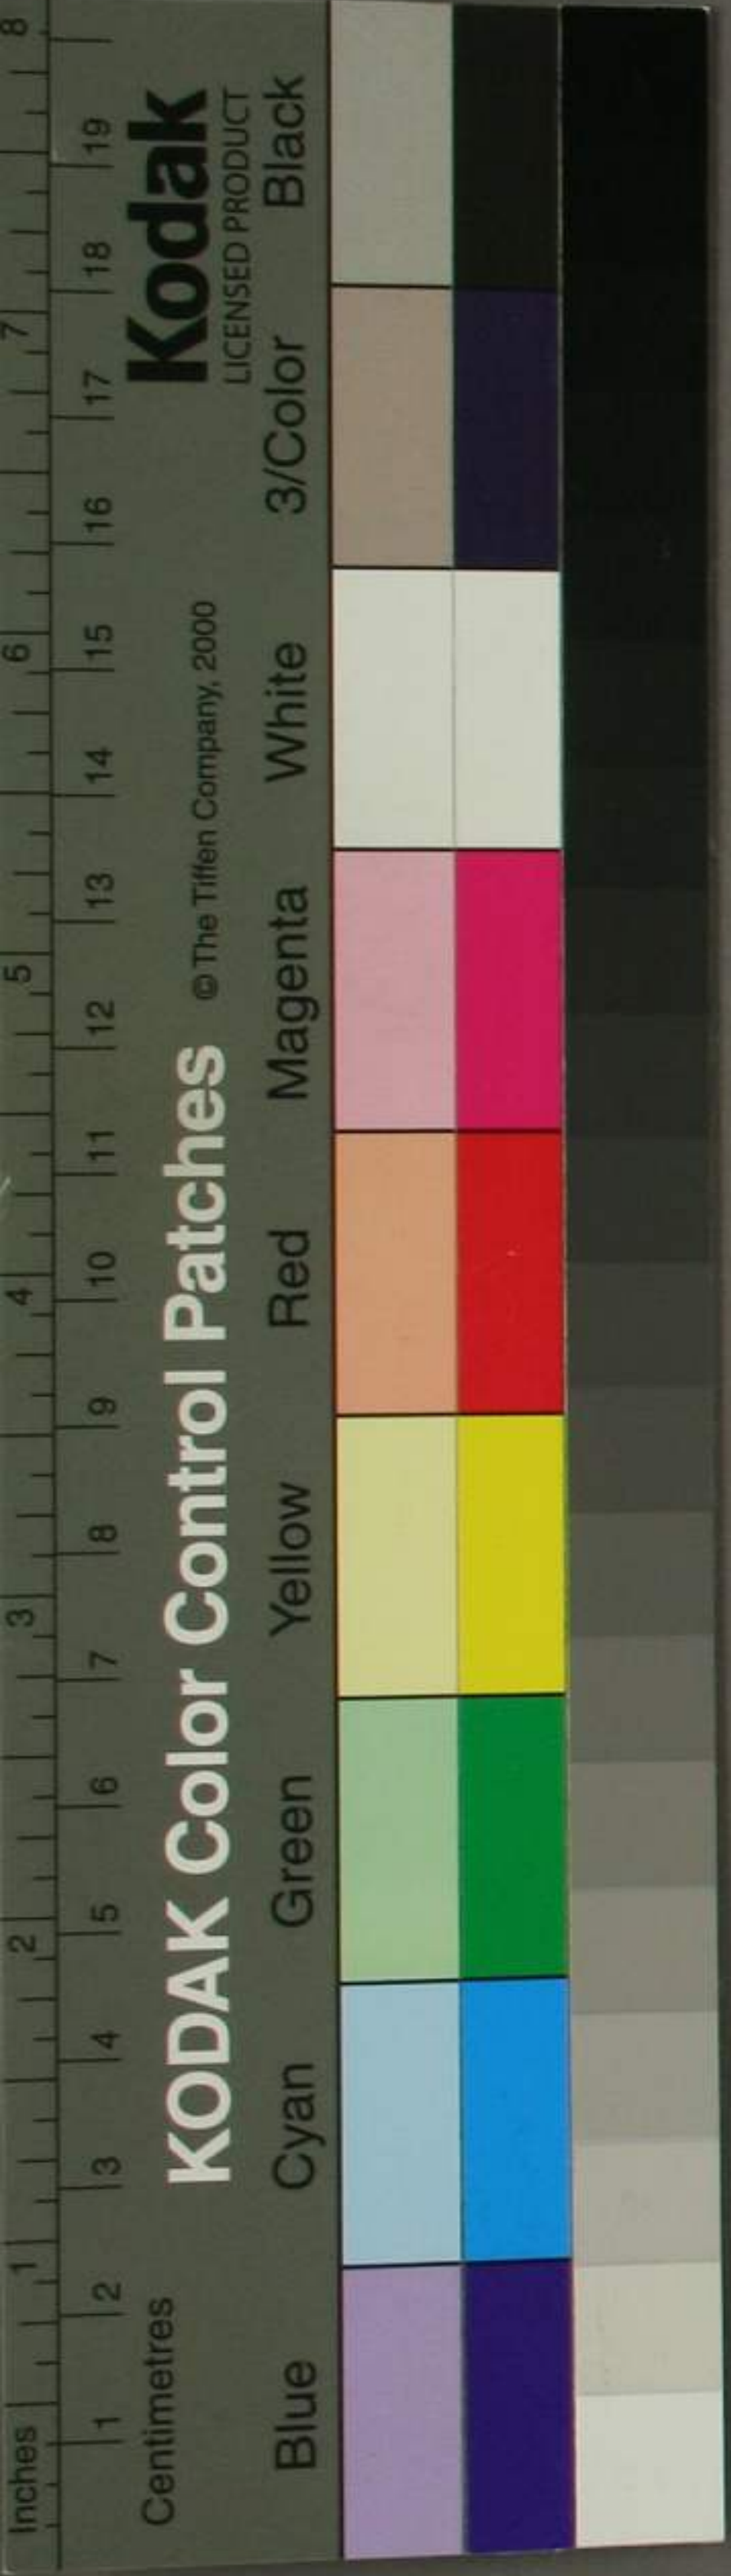 Inches 1 2 3 4 5 6 7 8
1 2 3 4 5 6 7 8 9 10 11 12 13 14 15 16 17 18 19
Centimetres
KODAK Color Control Patches © The Tiffen Company, 2000
Kodak
LICENSED PRODUCT
Blue Cyan Green Yellow Red Magenta White 3/Color Black